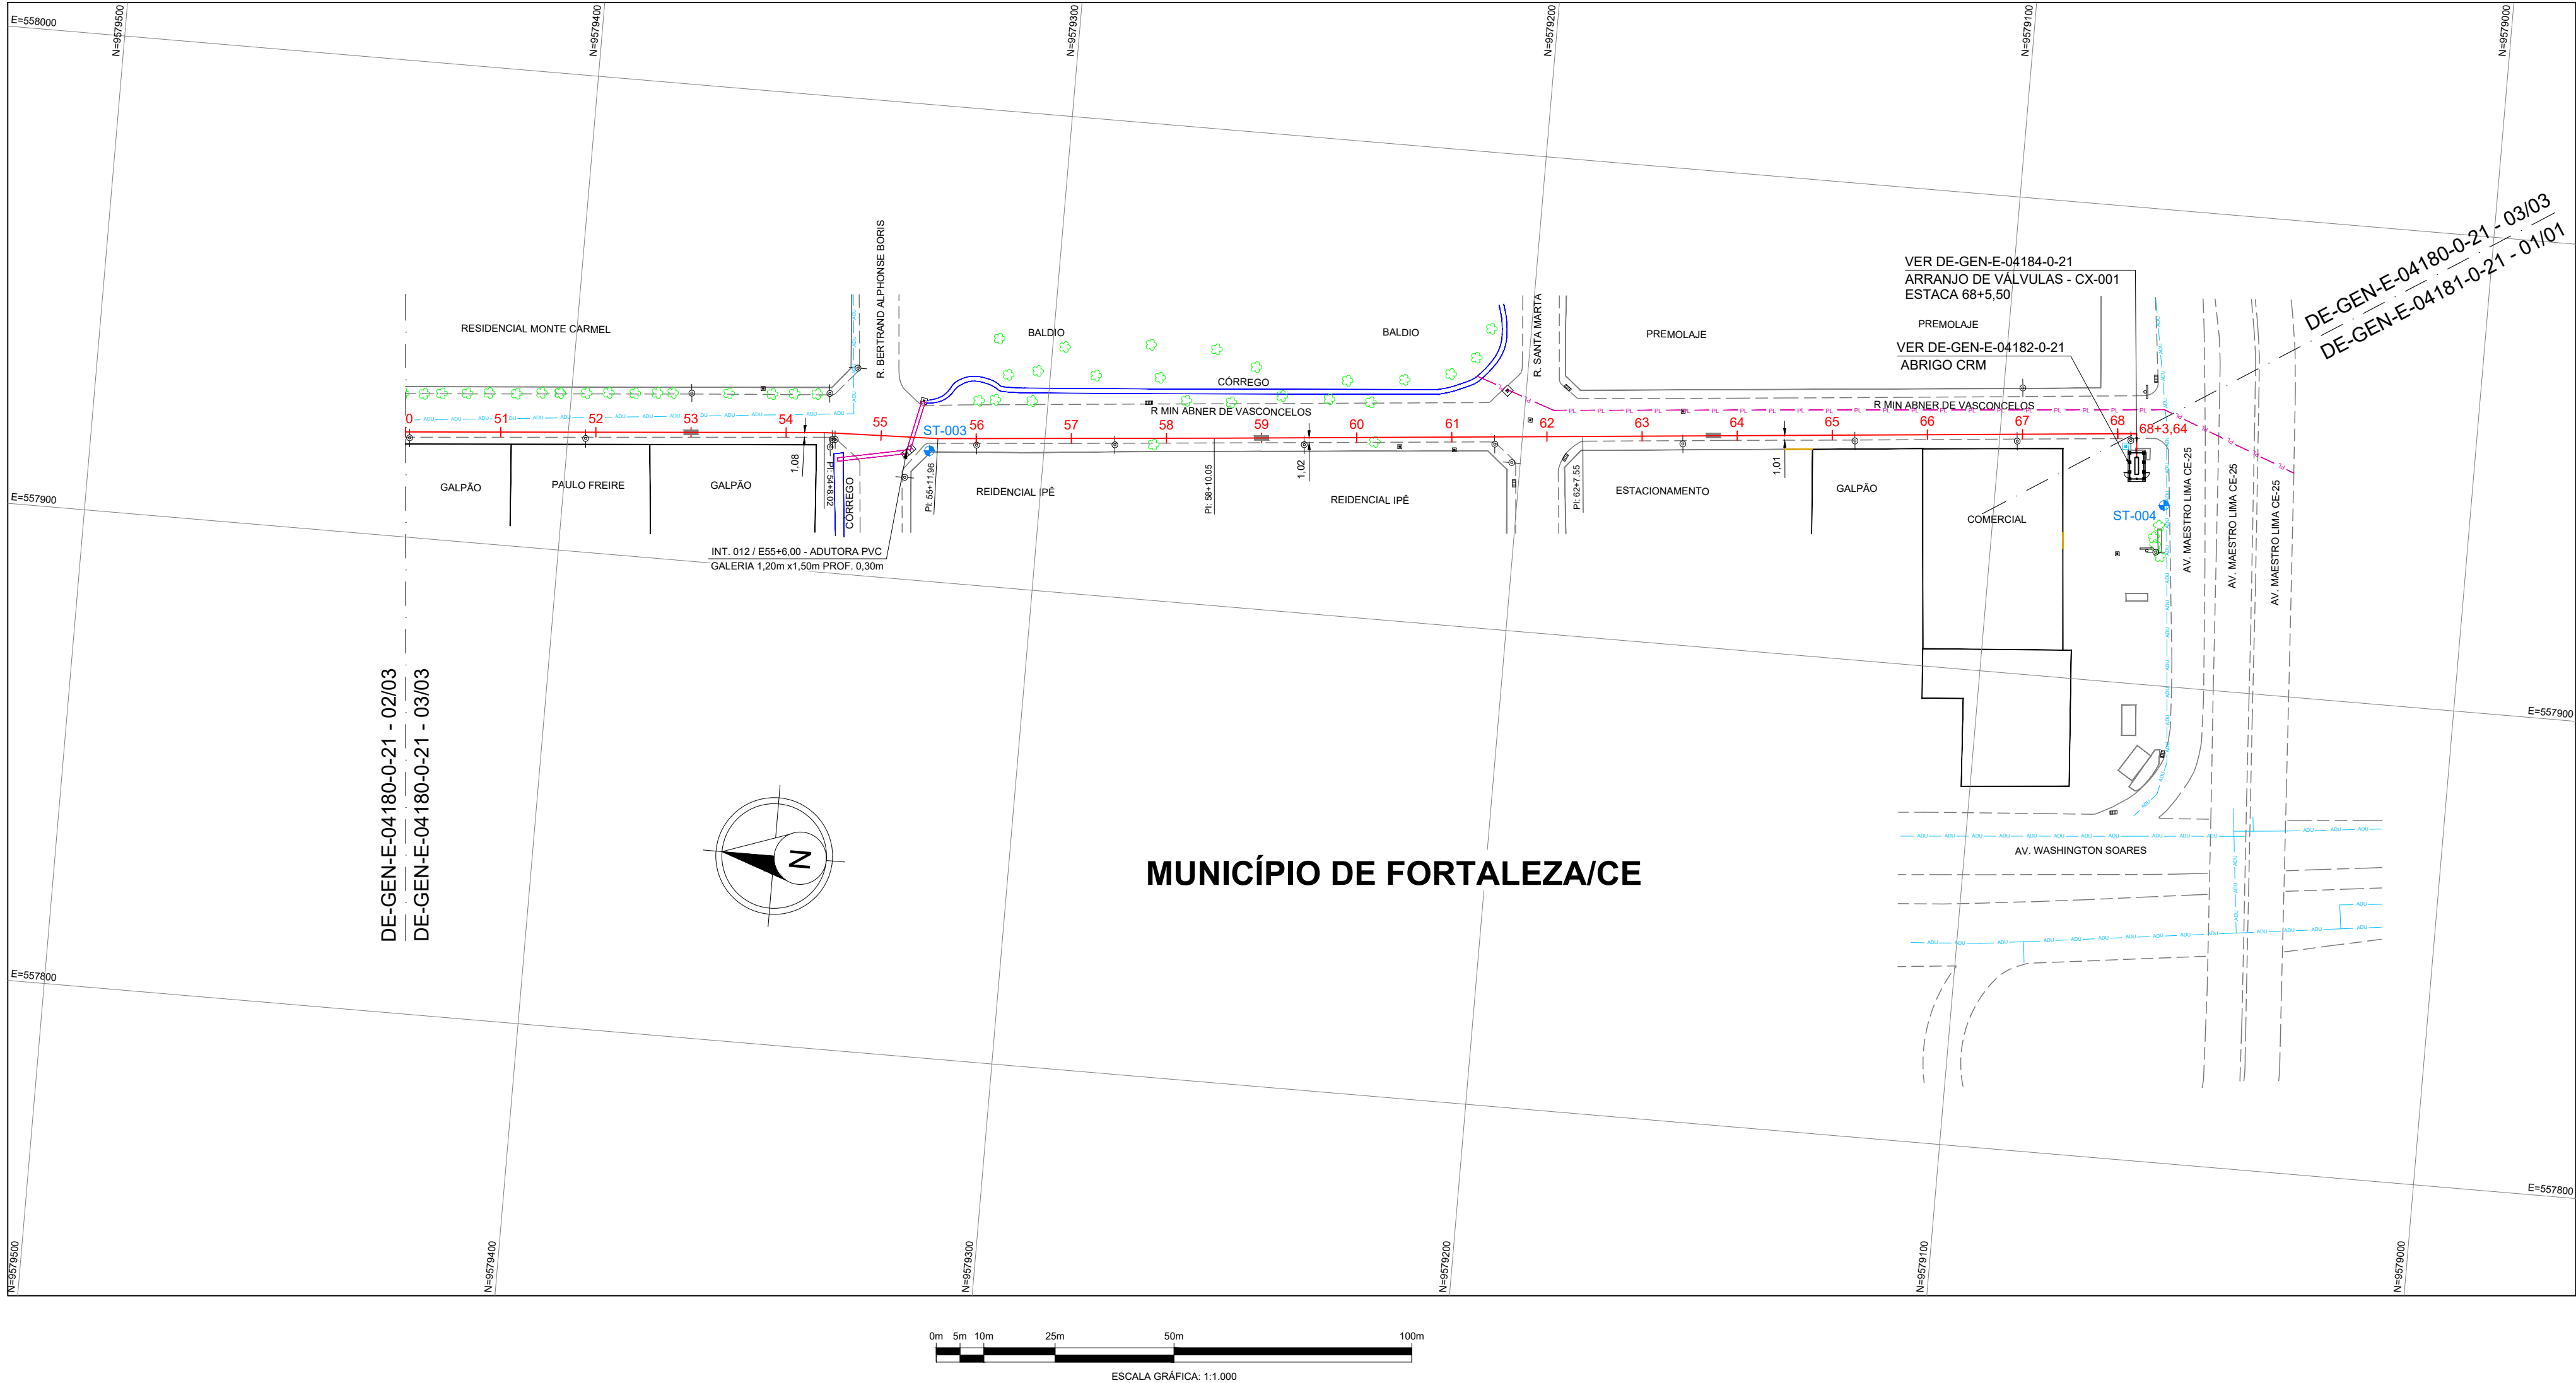 E=558000
N=9579500
N=9579400
N=9579300
N=9579200
N=9579100
N=9579000
DE-GEN-E-04180-0-21 - 03/03
DE-GEN-E-04181-0-21 - 01/01
VER DE-GEN-E-04184-0-21
ARRANJO DE VÁLVULAS - CX-001
ESTACA 68+5,50
VER DE-GEN-E-04182-0-21
ABRIGO CRM
RESIDENCIAL MONTE CARMEL
R. BERTRAND ALPHONSE BORIS
BALDIO
BALDIO
R. SANTA MARTA
PREMOLAJE
PREMOLAJE
CÓRREGO
R MIN ABNER DE VASCONCELOS
R MIN ABNER DE VASCONCELOS
0 51 52 53 54 55 56 57 58 59 60 61 62 63 64 65 66 67 68 68+3,64
ST-003
1,08
PI: 54+8.02
CÓRREGO
PI: 55+11.96
PI: 58+10.05
1,02
PI: 62+7.55
1,01
GALPÃO
PAULO FREIRE
GALPÃO
REIDENCIAL IPÊ
REIDENCIAL IPÊ
ESTACIONAMENTO
GALPÃO
COMERCIAL
ST-004
AV. MAESTRO LIMA CE-25
AV. MAESTRO LIMA CE-25
AV. MAESTRO LIMA CE-25
E=557900
INT. 012 / E55+6,00 - ADUTORA PVC
GALERIA 1,20m x1,50m PROF. 0,30m
DE-GEN-E-04180-0-21 - 02/03
DE-GEN-E-04180-0-21 - 03/03
E=557900
N
MUNICÍPIO DE FORTALEZA/CE
AV. WASHINGTON SOARES
E=557800
E=557800
N=9579500
N=9579400
N=9579300
N=9579200
N=9579100
N=9579000
0m 5m 10m 25m 50m 100m
ESCALA GRÁFICA: 1:1.000